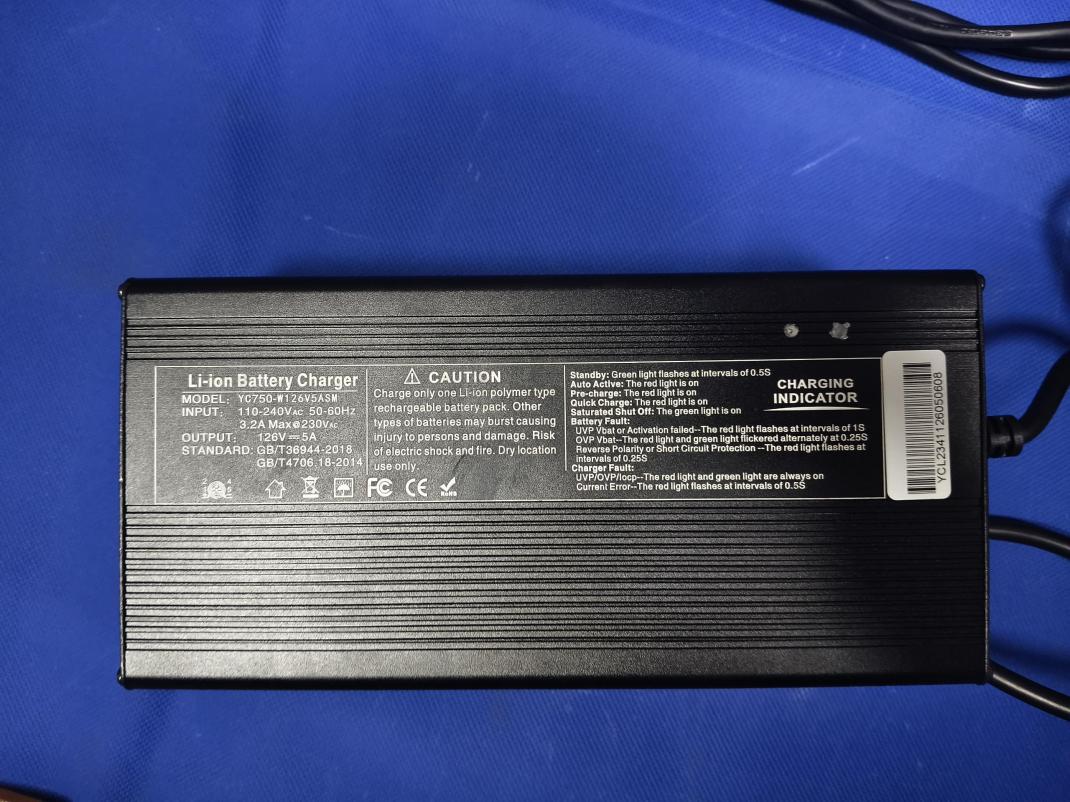 Li-ion Battery Charger
MODEL: YC750-W126V5ASM
INPUT: 110-240VAC 50-60Hz
3.2A Max@230VAC
OUTPUT: 126V⎓5A
STANDARD: GB/T36944-2018
GB/T4706.18-2014
FC CE RoHS
CAUTION
Charge only one Li-ion polymer type
rechargeable battery pack. Other
types of batteries may burst causing
injury to persons and damage. Risk
of electric shock and fire. Dry location
use only.
Standby: Green light flashes at intervals of 0.5S
Auto Active: The red light is on
Pre-charge: The red light is on
Quick Charge: The red light is on
Saturated Shut Off: The green light is on
Battery Fault:
UVP Vbat or Activation failed--The red light flashes at intervals of 1S
OVP Vbat--The red light and green light flickered alternately at 0.25S
Reverse Polarity or Short Circuit Protection --The red light flashes at
intervals of 0.25S
Charger Fault:
UVP/OVP/Iocp--The red light and green light are always on
Current Error--The red light flashes at intervals of 0.5S
CHARGING
INDICATOR
YCL2341126050608